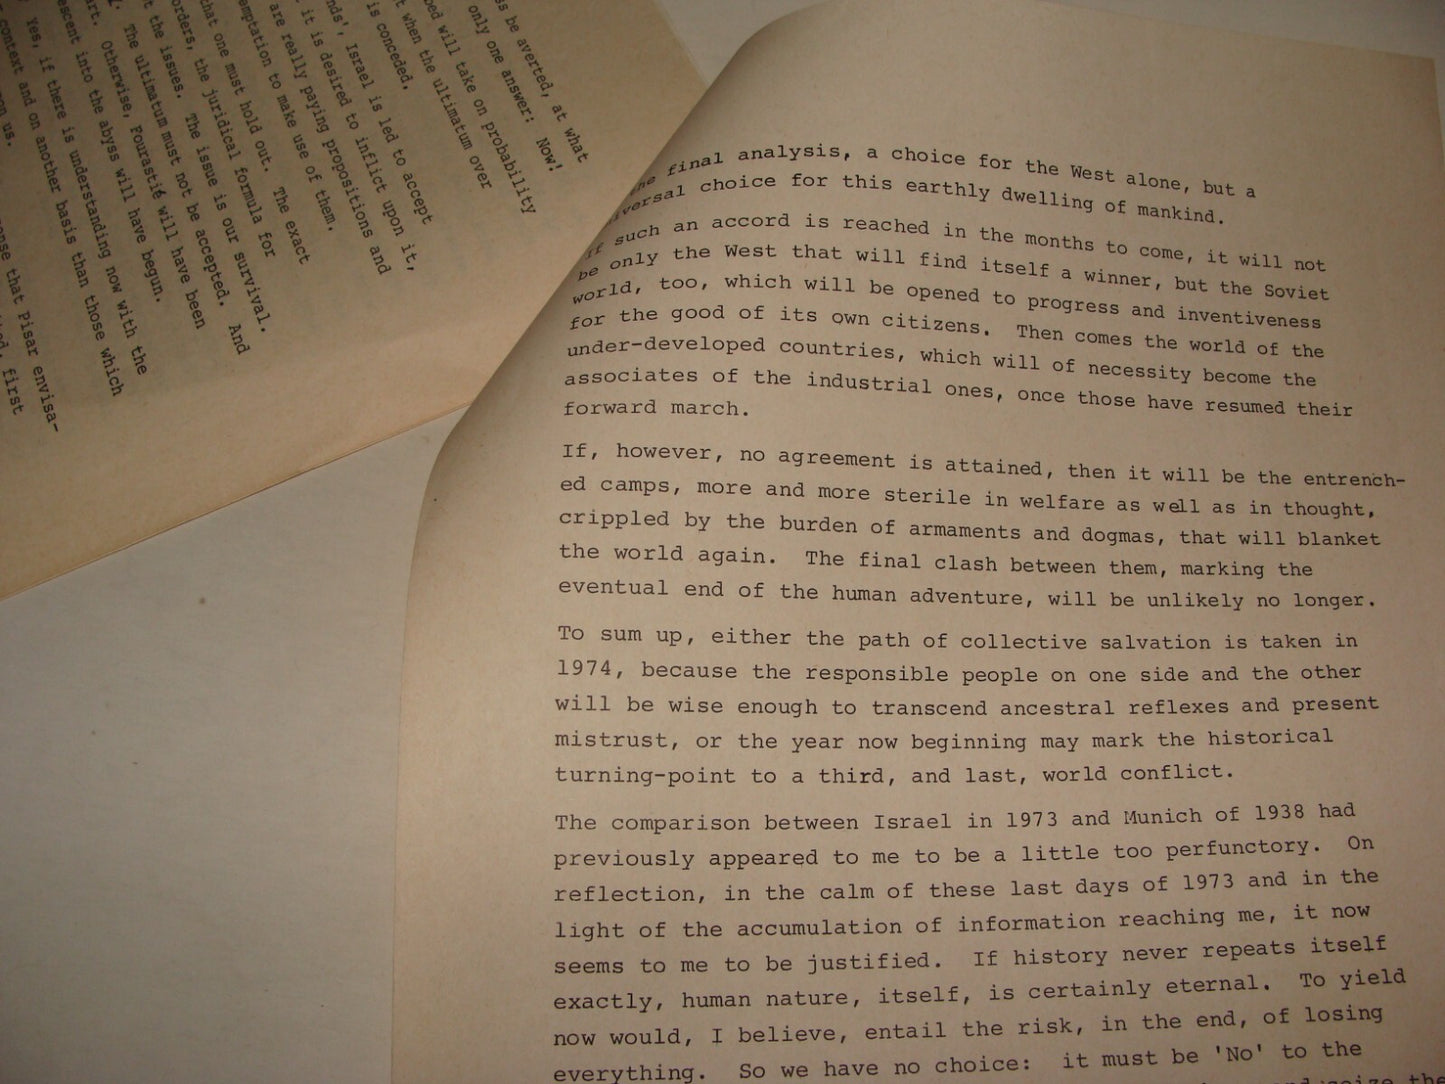 be averted, at what
only one answer: Now!
will take on probability
when the ultimatum over
is conceded.
Israel is led to accept
it is desired to inflict upon it,
are really paying propositions and
to make use of them.
that one must hold out. The exact
orders, the juridical formula for
the issues. The issue is our survival.
The ultimatum must not be accepted. And
Otherwise, Fourastié will have been
into the abyss will have begun.
Yes, if there is understanding now with the
context and on another basis than those which
us.
that Pisar envisa-
first
final analysis, a choice for the West alone, but a
choice for this earthly dwelling of mankind.
If such an accord is reached in the months to come, it will not
be only the West that will find itself a winner, but the Soviet
world, too, which will be opened to progress and inventiveness
for the good of its own citizens. Then comes the world of the
under-developed countries, which will of necessity become the
associates of the industrial ones, once those have resumed their
forward march.
If, however, no agreement is attained, then it will be the entrench-
ed camps, more and more sterile in welfare as well as in thought,
crippled by the burden of armaments and dogmas, that will blanket
the world again. The final clash between them, marking the
eventual end of the human adventure, will be unlikely no longer.
To sum up, either the path of collective salvation is taken in
1974, because the responsible people on one side and the other
will be wise enough to transcend ancestral reflexes and present
mistrust, or the year now beginning may mark the historical
turning-point to a third, and last, world conflict.
The comparison between Israel in 1973 and Munich of 1938 had
previously appeared to me to be a little too perfunctory. On
reflection, in the calm of these last days of 1973 and in the
light of the accumulation of information reaching me, it now
seems to me to be justified. If history never repeats itself
exactly, human nature, itself, is certainly eternal. To yield
now would, I believe, entail the risk, in the end, of losing
everything. So we have no choice: it must be 'No' to the